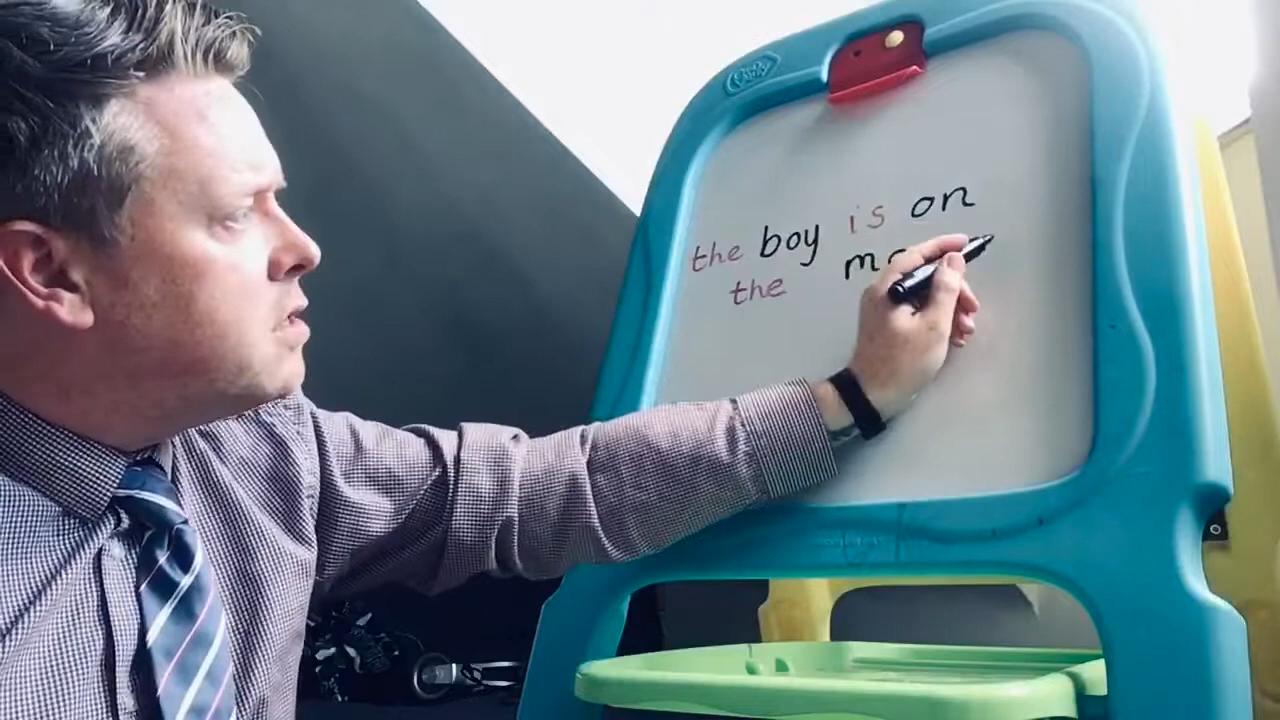 the boy is on
the